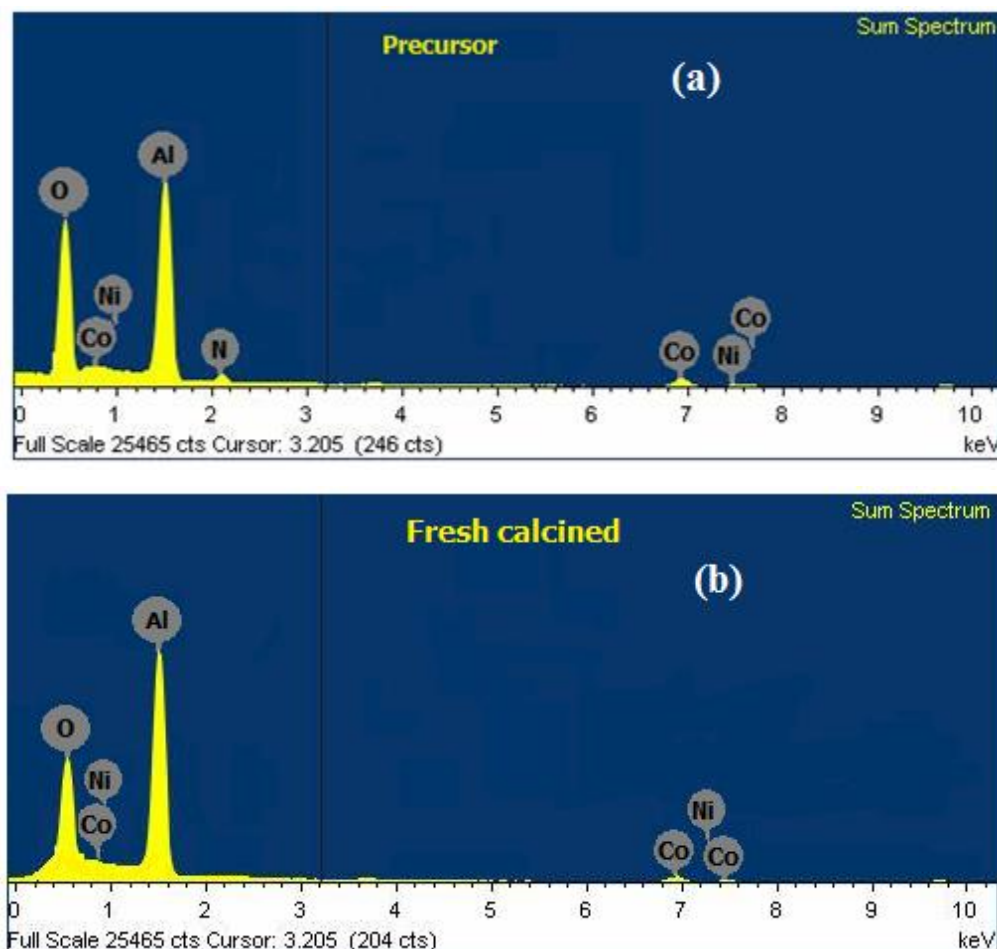 Sum Spectrum
Precursor
(a)
Al
O
Ni
Co
N
Co
Ni
Co
0 1 2 3 4 5 6 7 8 9 10
Full Scale 25465 cts Cursor: 3.205 (246 cts) keV
Sum Spectrum
Fresh calcined
(b)
Al
O
Ni
Co
Ni
Co
Co
0 1 2 3 4 5 6 7 8 9 10
Full Scale 25465 cts Cursor: 3.205 (204 cts) keV